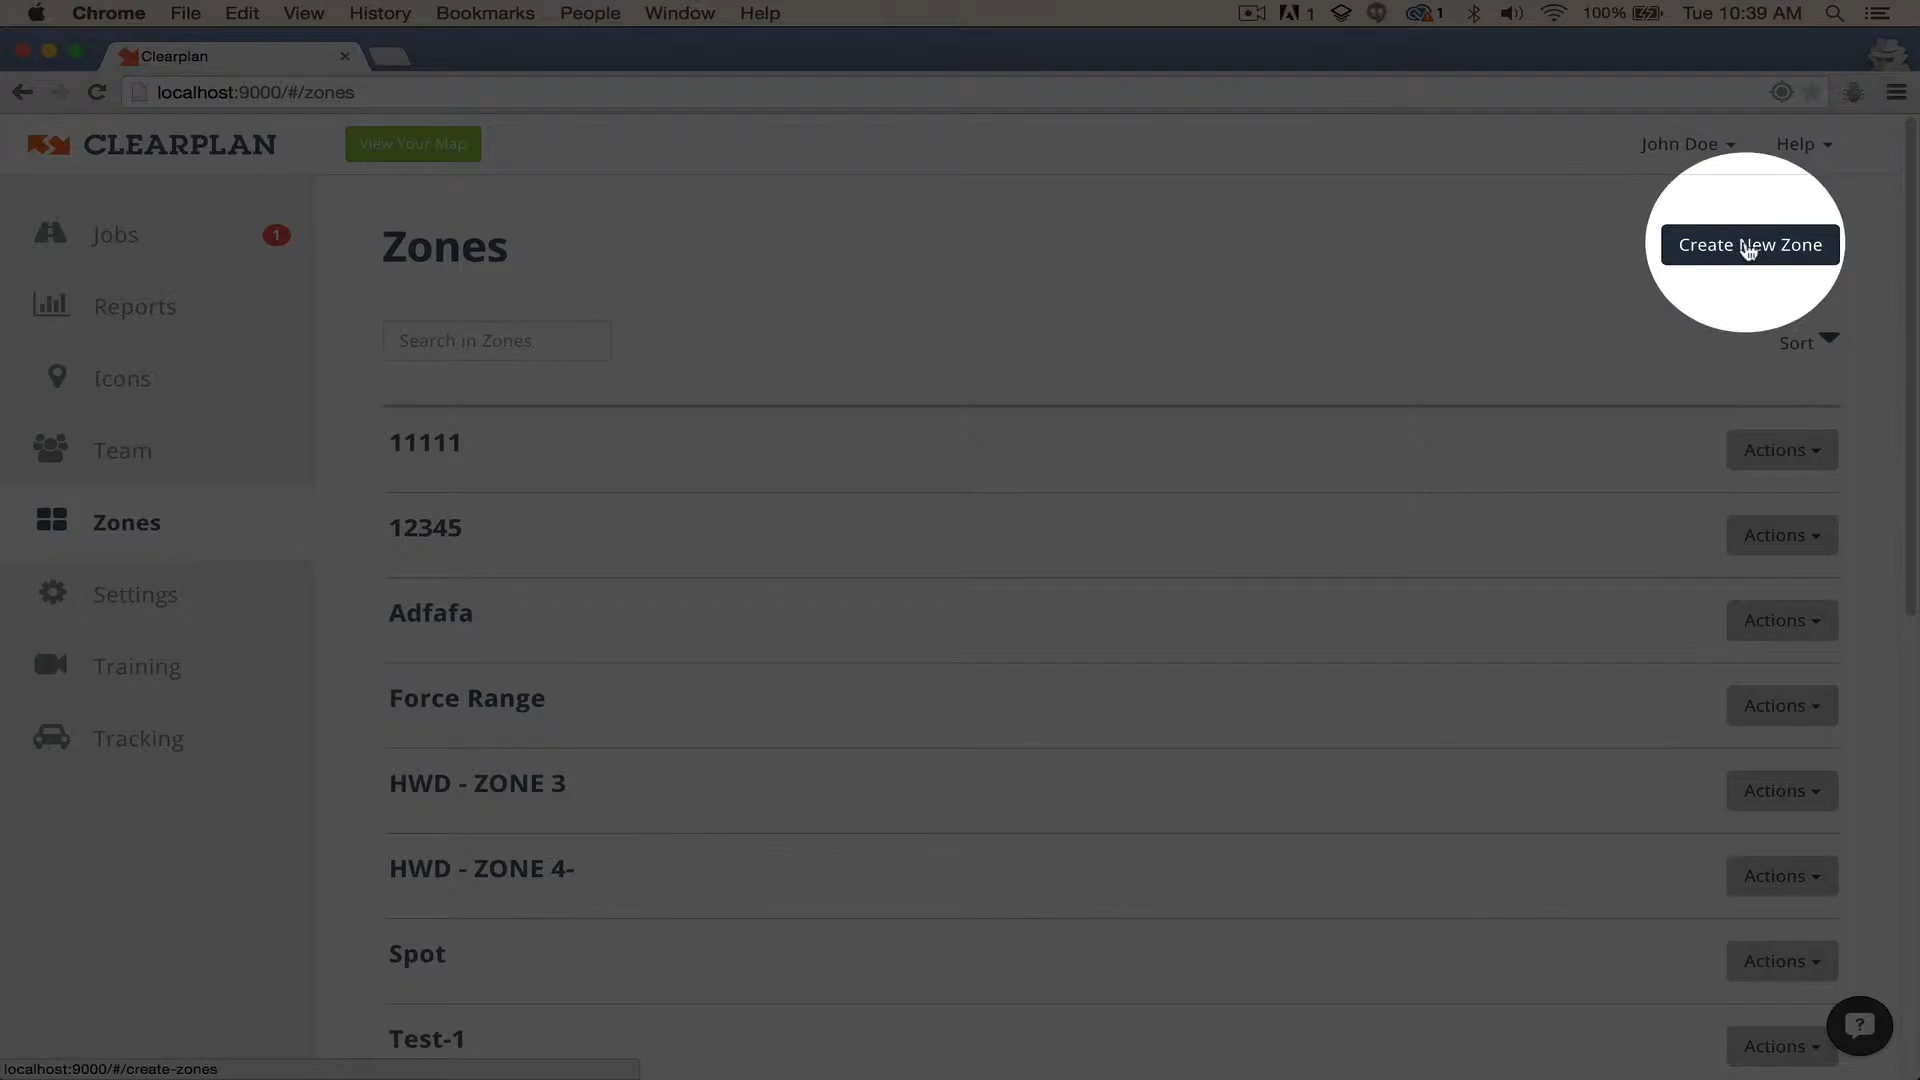 Chrome File Edit View History Bookmarks People Window Help 1 1 100% Tue 10:39 AM
Clearplan
localhost:9000/#/zones
CLEARPLAN View Your Map John Doe Help
Jobs 1
Reports
Icons
Team
Zones
Settings
Training
Tracking
Zones
Create New Zone
Search in Zones
Sort
11111 Actions
12345 Actions
Adfafa Actions
Force Range Actions
HWD - ZONE 3 Actions
HWD - ZONE 4- Actions
Spot Actions
Test-1 Actions
localhost:9000/#/create-zones